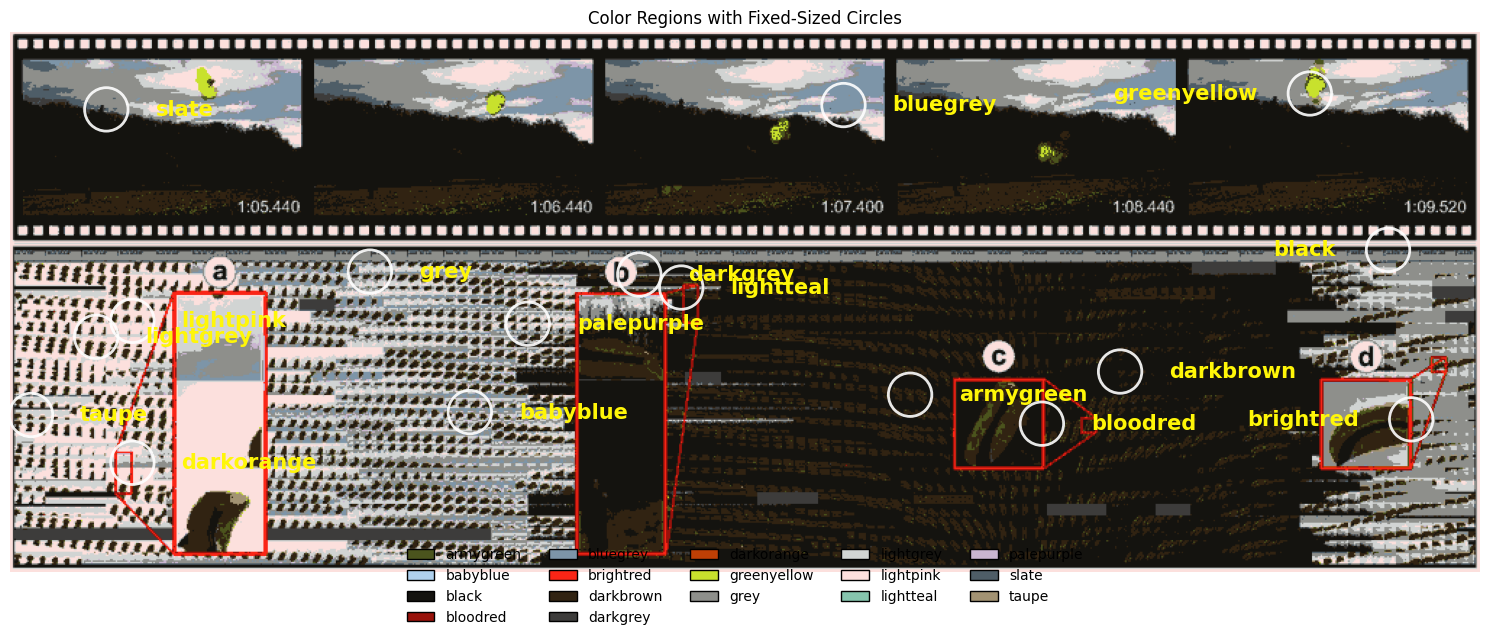 Color Regions with Fixed-Sized Circles
slate
bluegrey
greenyellow
1:05.440
1:06.440
1:07.400
1:08.440
1:09.520
black
a
grey
b
darkgrey
lightteal
lightpink
lightgrey
palepurple
c
d
darkbrown
armygreen
taupe
babyblue
bloodred
brightred
darkorange
armygreen
bluegrey
darkorange
lightgrey
palepurple
babyblue
brightred
greenyellow
lightpink
slate
black
darkbrown
grey
lightteal
taupe
bloodred
darkgrey